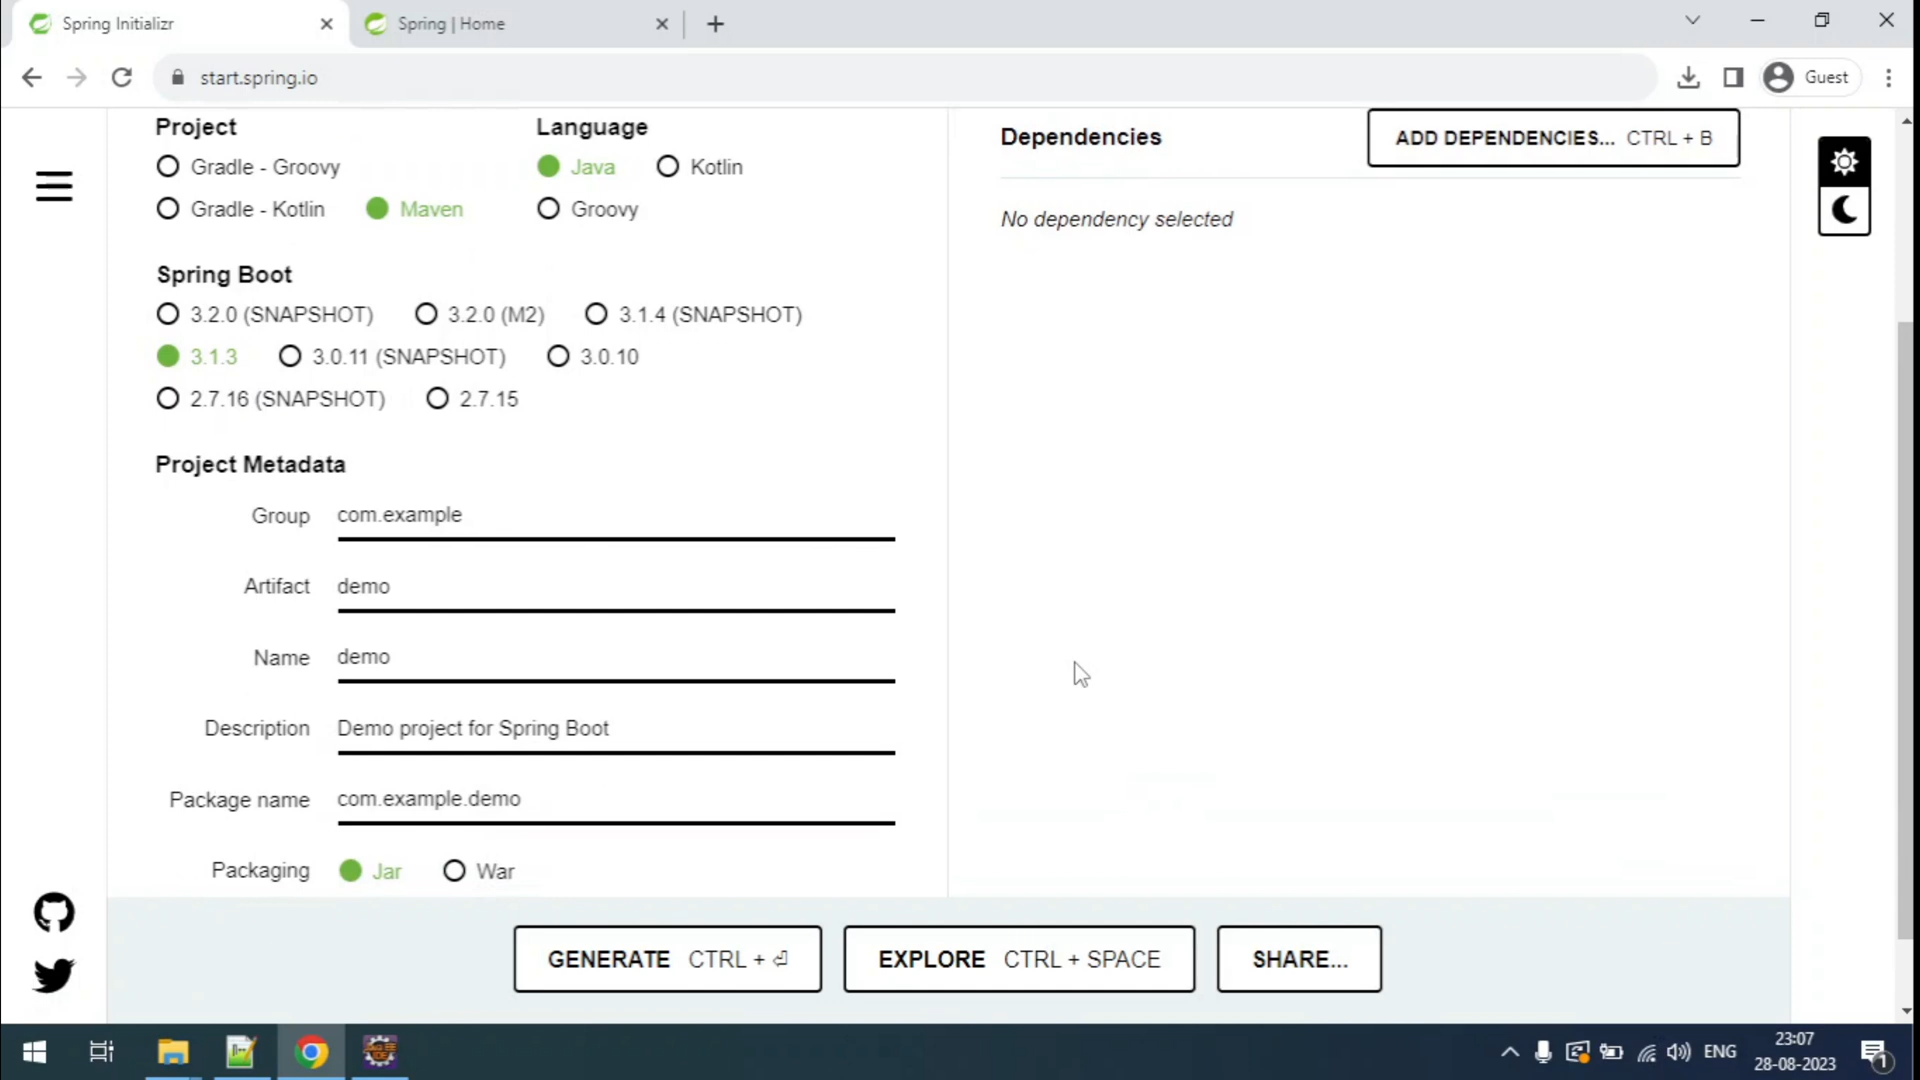 Spring Initializr
Spring | Home
start.spring.io
Guest
Project
Gradle - Groovy
Gradle - Kotlin
Maven
Language
Java
Kotlin
Groovy
Spring Boot
3.2.0 (SNAPSHOT)
3.2.0 (M2)
3.1.4 (SNAPSHOT)
3.1.3
3.0.11 (SNAPSHOT)
3.0.10
2.7.16 (SNAPSHOT)
2.7.15
Project Metadata
Group com.example
Artifact demo
Name demo
Description Demo project for Spring Boot
Package name com.example.demo
Packaging Jar War
Dependencies
ADD DEPENDENCIES... CTRL + B
No dependency selected
GENERATE CTRL + ⏎
EXPLORE CTRL + SPACE
SHARE...
ENG
23:07
28-08-2023
1